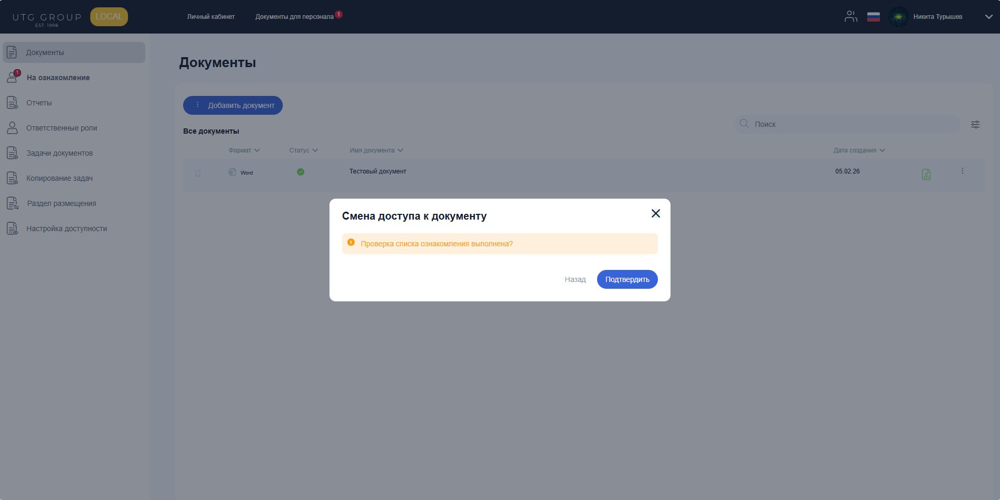 UTG GROUP
EST. 1998
LOCAL
Личный кабинет
Документы для персонала
1
Никита Турышев
Документы
1
На ознакомление
Отчеты
Ответственные роли
Задачи документов
Копирование задач
Раздел размещения
Настройка доступности
Документы
Добавить документ
Все документы
Поиск
Формат
Статус
Имя документа
Дата создания
Word
Тестовый документ
05.02.26
Смена доступа к документу
Проверка списка ознакомления выполнена?
Назад
Подтвердить